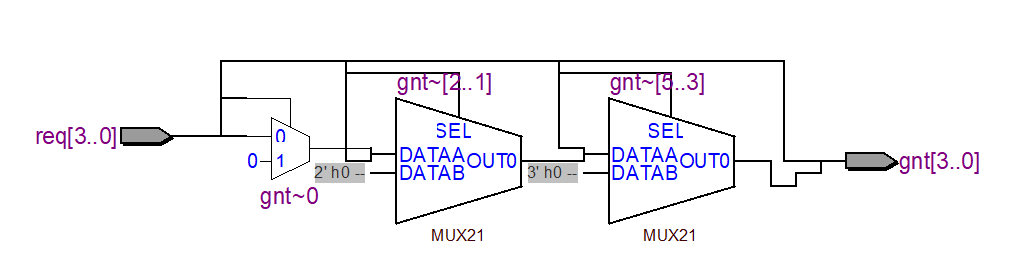 gnt~[2..1]
gnt~[5..3]
req[3..0]
0
0
1
gnt~0
2' h0 --
SEL
DATAA
OUT0
DATAB
MUX21
3' h0 --
SEL
DATAA
OUT0
DATAB
MUX21
gnt[3..0]